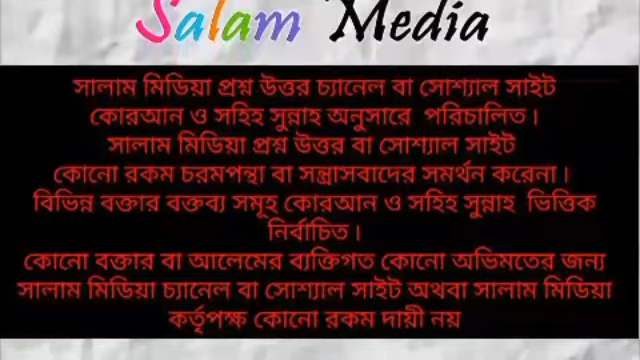 Salam Media
সালাম মিডিয়া প্রশ্ন উত্তর চ্যানেল বা সোশ্যাল সাইট
কোরআন ও সহিহ সুন্নাহ অনুসারে পরিচালিত।
সালাম মিডিয়া প্রশ্ন উত্তর বা সোশ্যাল সাইট
কোনো রকম চরমপন্থা বা সন্ত্রাসবাদের সমর্থন করেনা।
বিভিন্ন বক্তার বক্তব্য সমূহ কোরআন ও সহিহ সুন্নাহ ভিত্তিক
নির্বাচিত।
কোনো বক্তার বা আলেমের ব্যক্তিগত কোনো অভিমতের জন্য
সালাম মিডিয়া চ্যানেল বা সোশ্যাল সাইট অথবা সালাম মিডিয়া
কর্তৃপক্ষ কোনো রকম দায়ী নয়